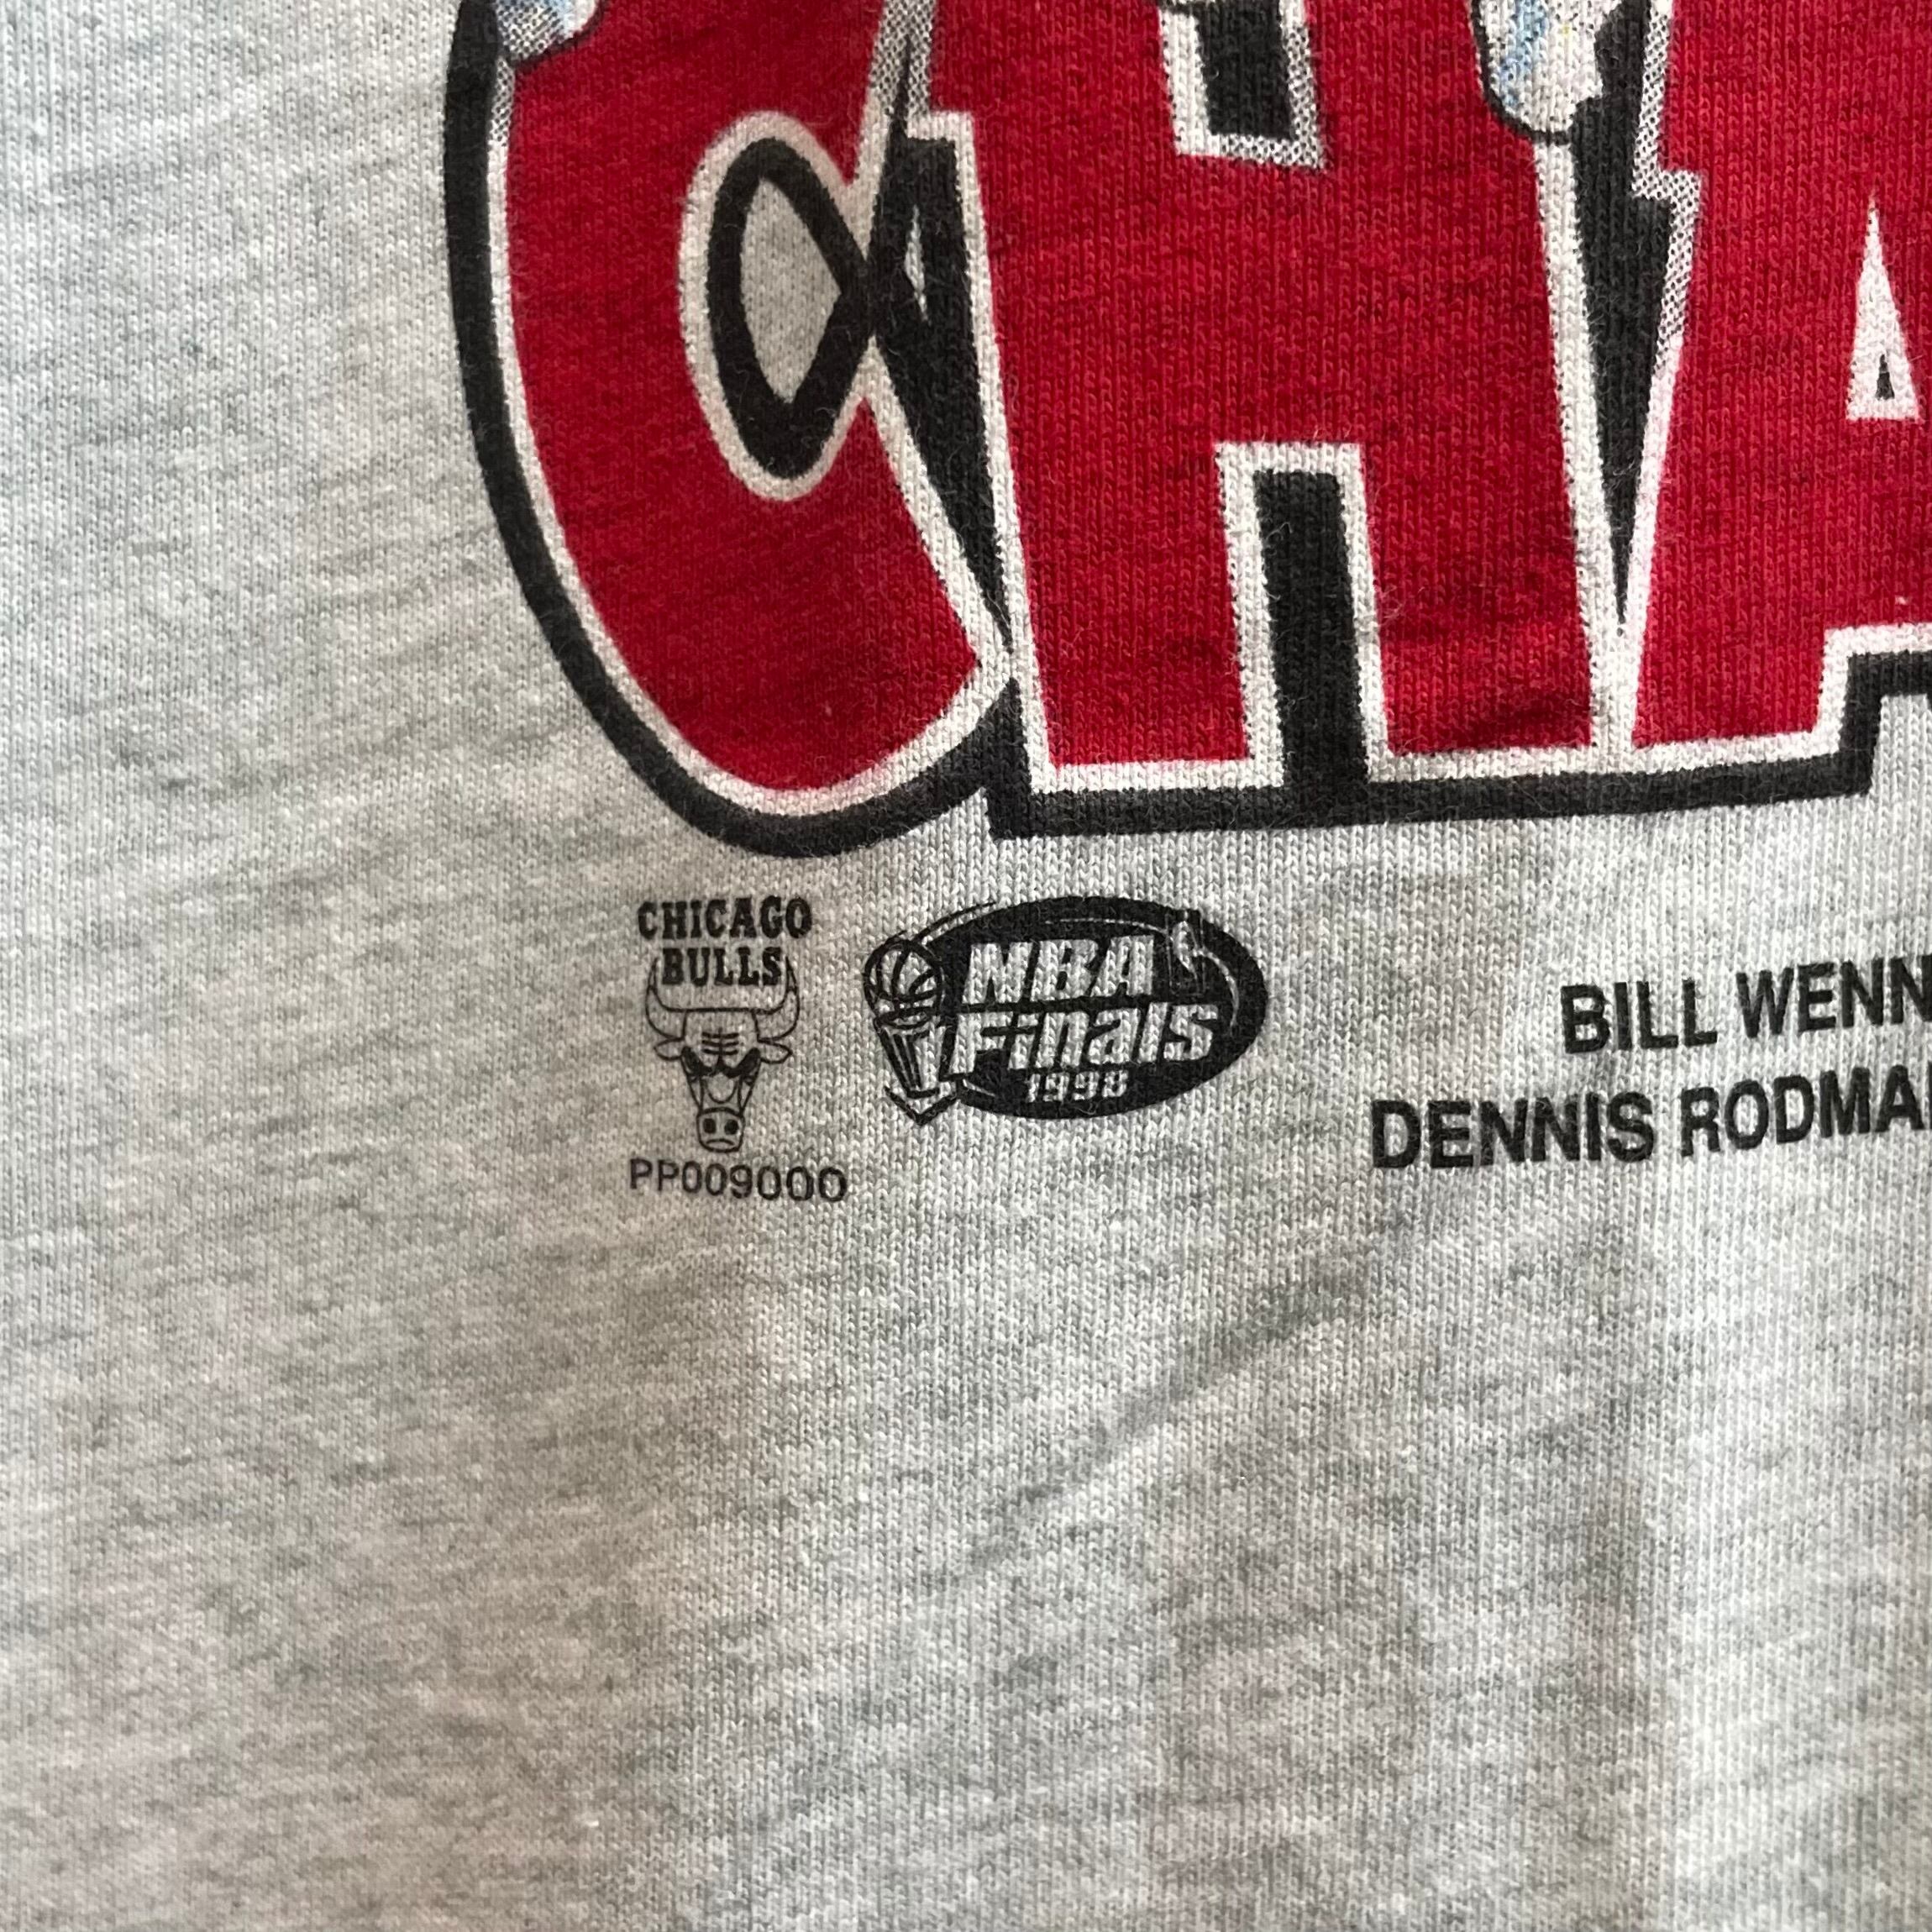 CHA
CHICAGO
BULLS
NBA
Finals
1998
PP009000
BILL WENN
DENNIS RODMA